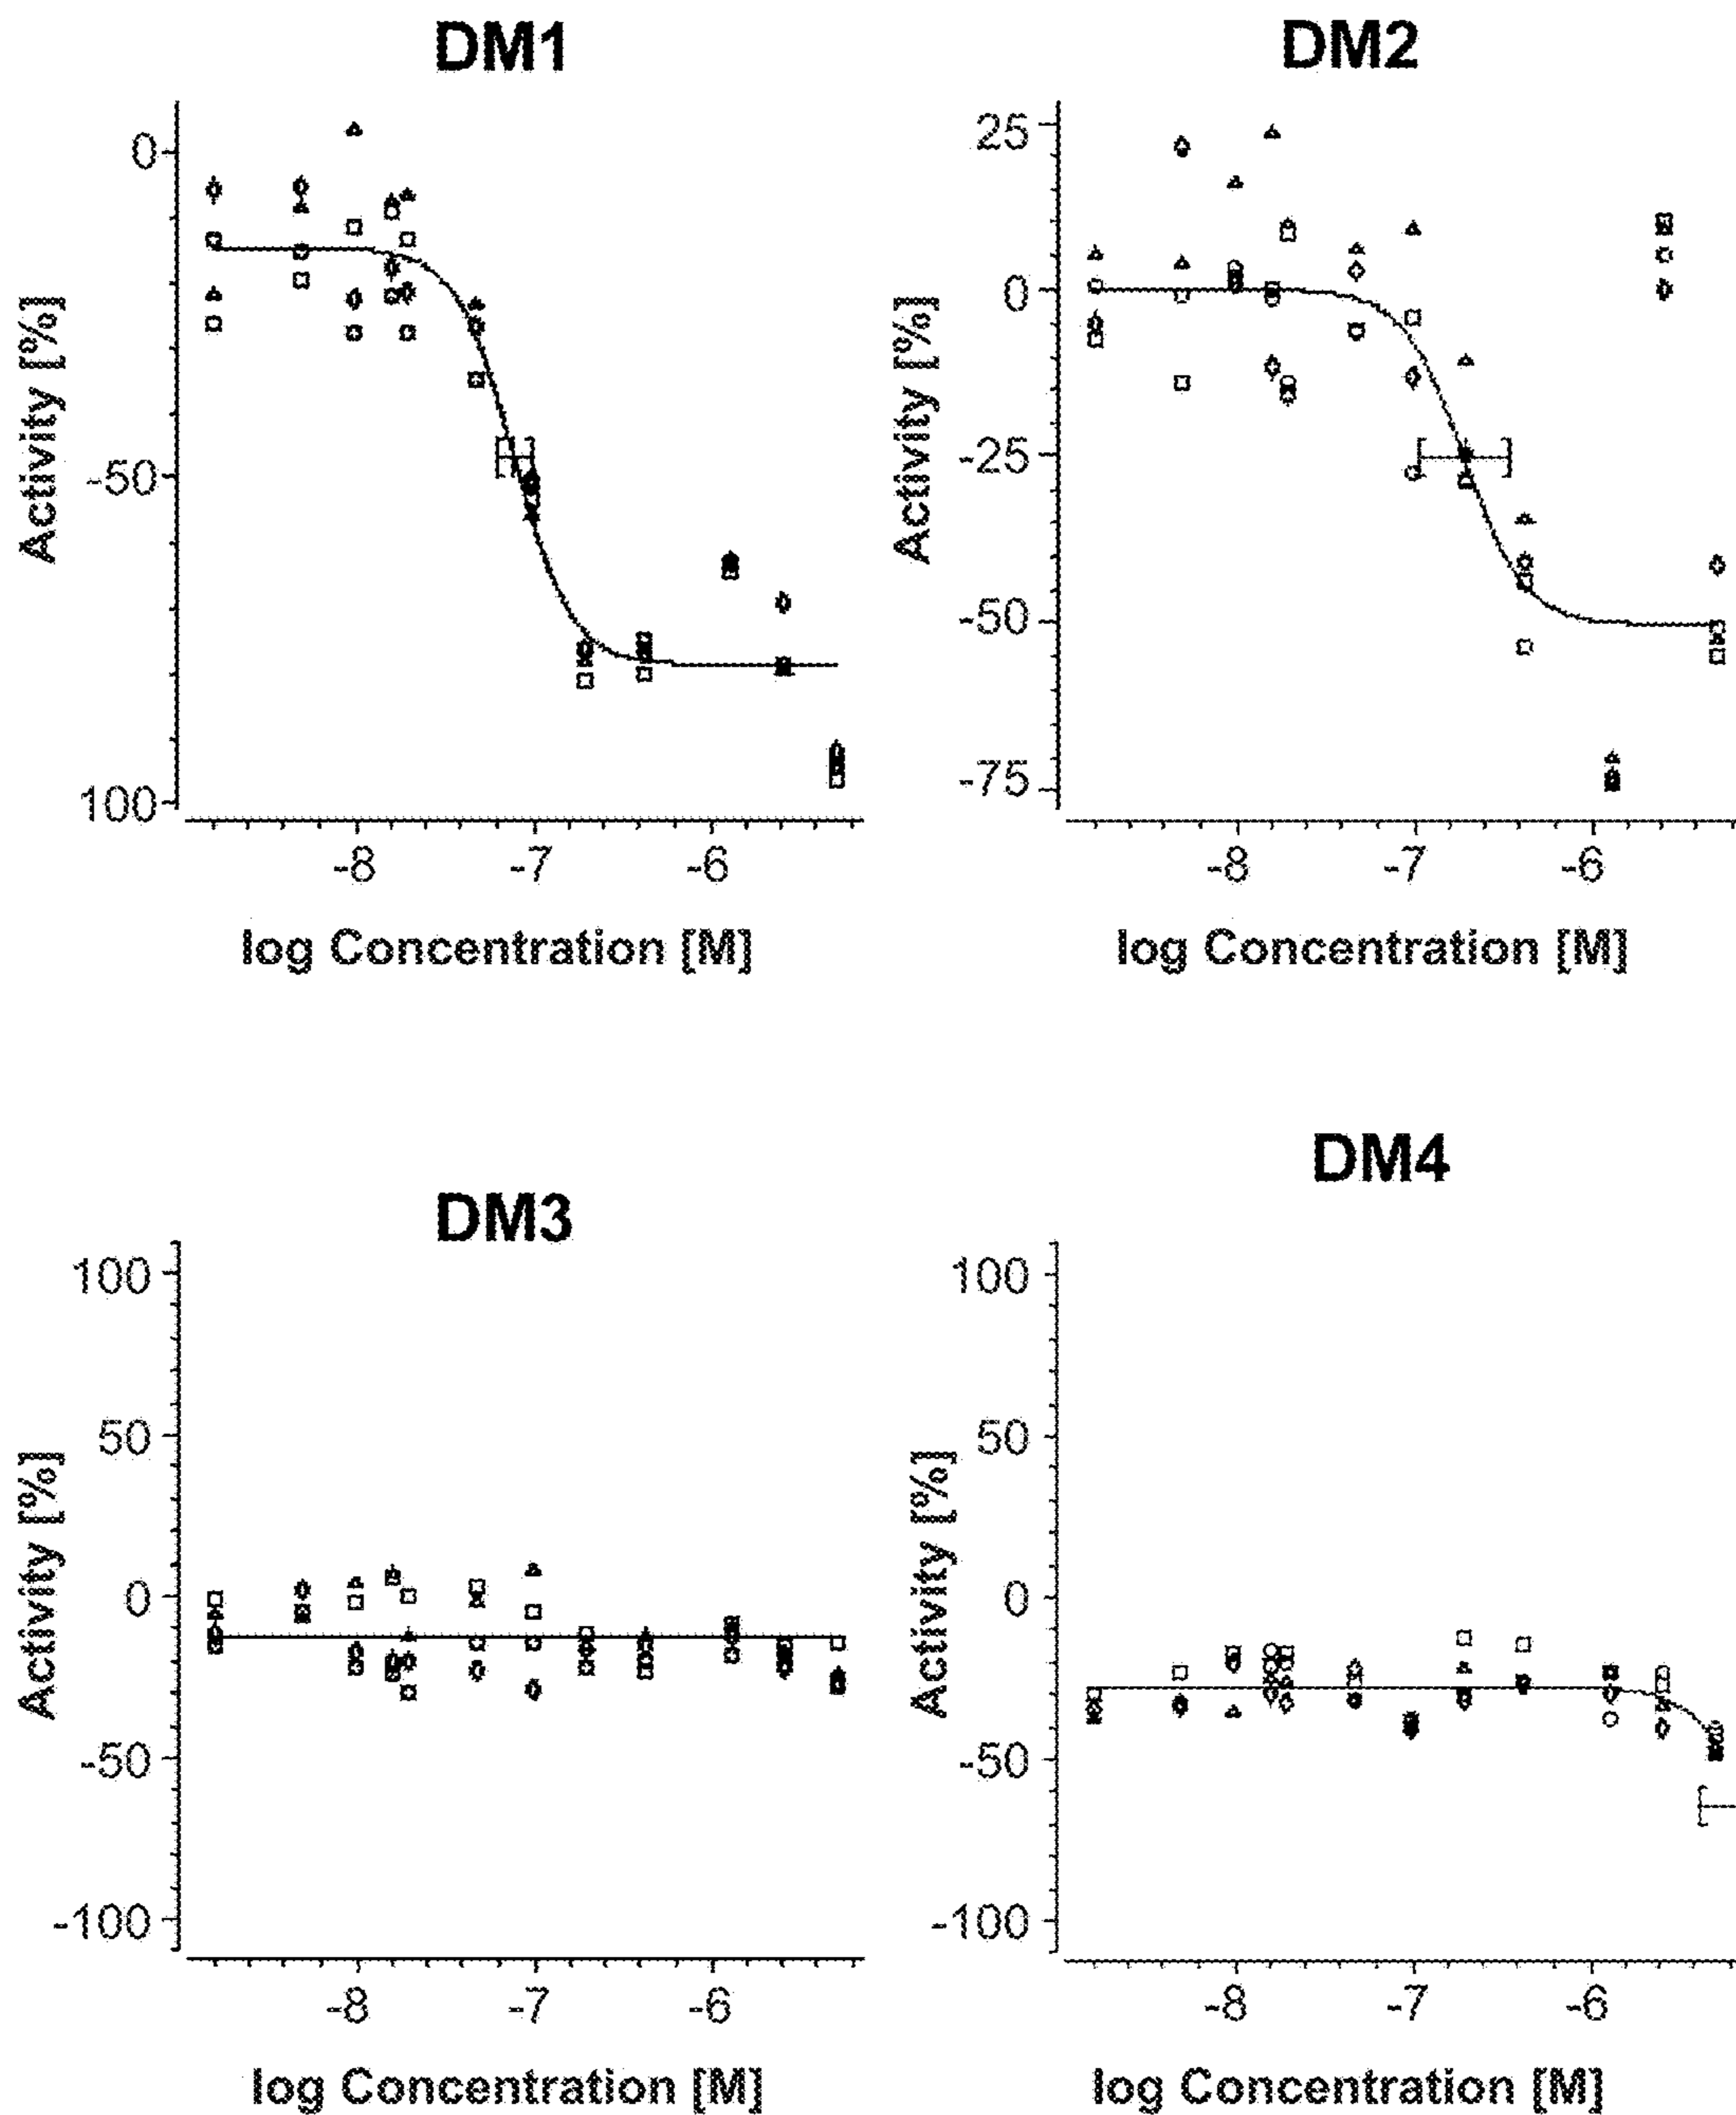 DM1
0
-50
100
Activity [%]
-8 -7 -6
log Concentration [M]
DM2
25
0
-25
-50
-75
Activity [%]
-8 -7 -6
log Concentration [M]
DM3
100
50
0
-50
-100
Activity [%]
-8 -7 -6
log Concentration [M]
DM4
100
50
0
-50
-100
Activity [%]
-8 -7 -6
log Concentration [M]